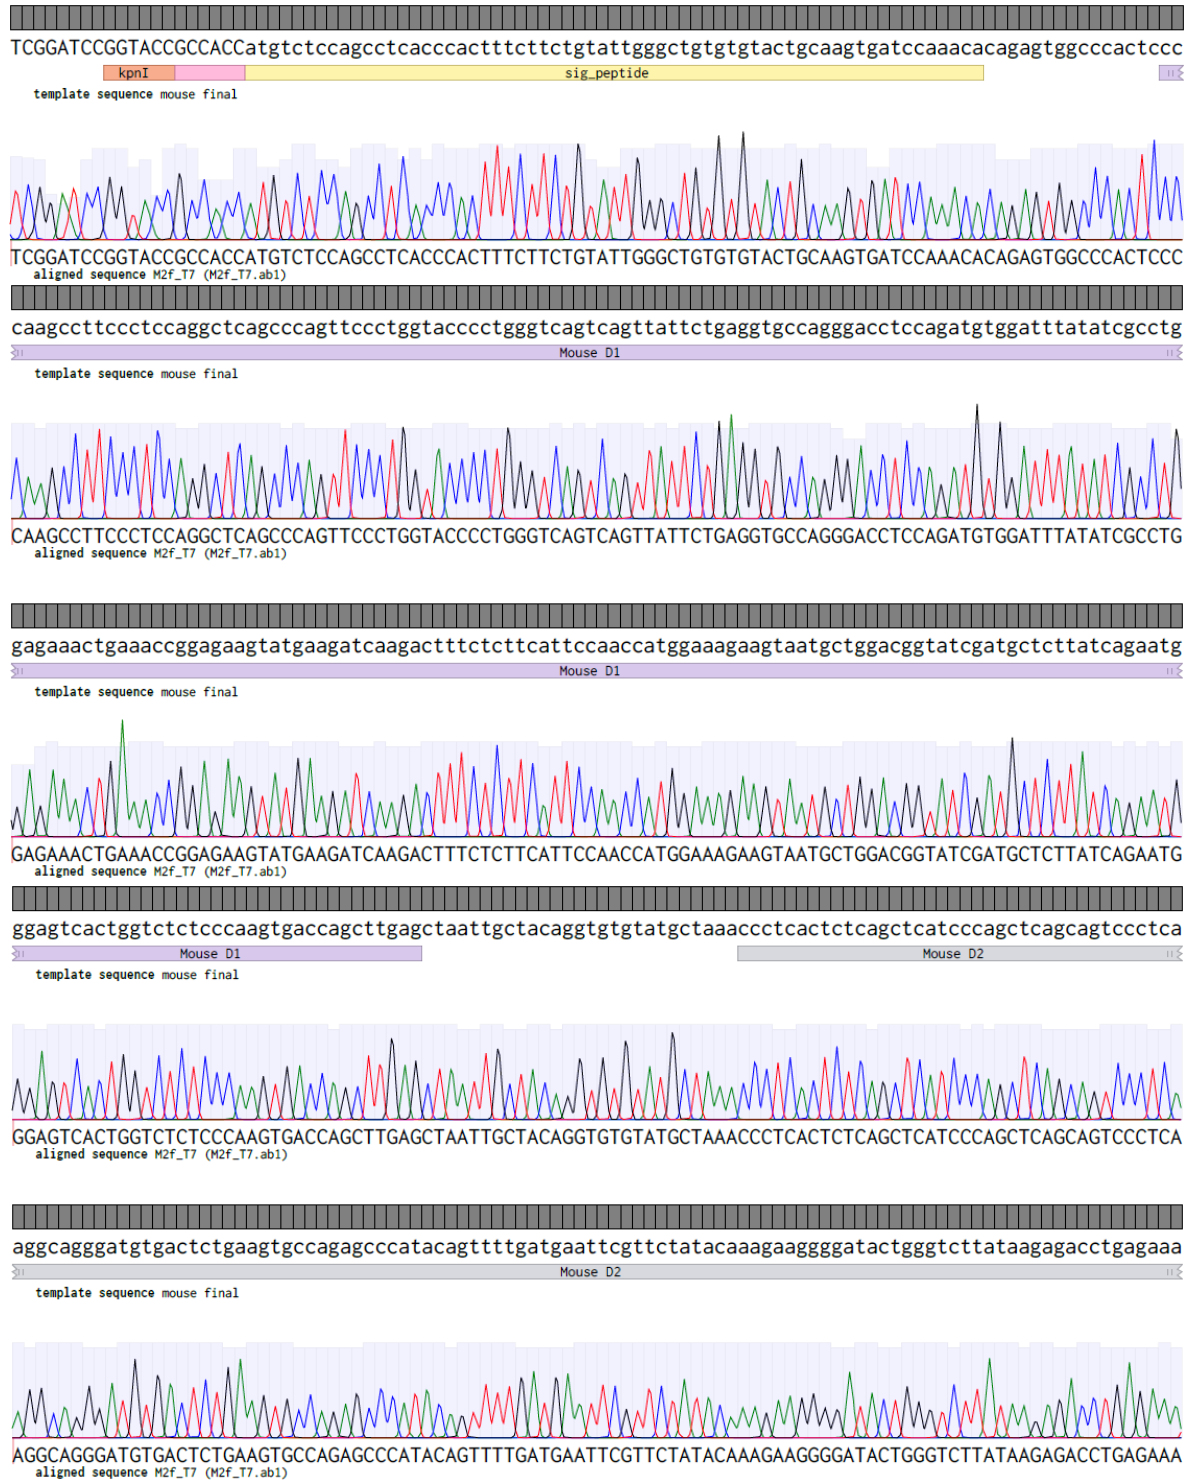 TCGGATCCGGTACCGCCACCatgtctccagcctcacccactttcttctgtattgggctgtgtgtactgcaagtgatccaaacacagagtggcccactccc
kpnI sig_peptide
template sequence mouse final
TCGGATCCGGTACCGCCACCATGTCTCCAGCCTCACCCACTTTCTTCTGTATTGGGCTGTGTGTACTGCAAGTGATCCAAACACAGAGTGGCCCACTCCC
aligned sequence M2f_T7 (M2f_T7.ab1)
caagccttccctccaggctcagcccagttccctggtacccctgggtcagtcagttattctgaggtgccagggacctccagatgtggatttatatcgcctg
Mouse D1
template sequence mouse final
CAAGCCTTCCCTCCAGGCTCAGCCCAGTTCCCTGGTACCCCTGGGTCAGTCAGTTATTCTGAGGTGCCAGGGACCTCCAGATGTGGATTTATATCGCCTG
aligned sequence M2f_T7 (M2f_T7.ab1)
gagaaactgaaaccggagaagtatgaagatcaagactttctcttcattccaaccatggaaagaagtaatgctggacggtatcgatgctcttatcagaatg
Mouse D1
template sequence mouse final
GAGAAACTGAAACCGGAGAAGTATGAAGATCAAGACTTTCTCTTCATTCCAACCATGGAAAGAAGTAATGCTGGACGGTATCGATGCTCTTATCAGAATG
aligned sequence M2f_T7 (M2f_T7.ab1)
ggagtcactggtctctcccaagtgaccagcttgagctaattgctacaggtgtgtatgctaaaccctcactctcagctcatcccagctcagcagtccctca
Mouse D1 Mouse D2
template sequence mouse final
GGAGTCACTGGTCTCTCCCAAGTGACCAGCTTGAGCTAATTGCTACAGGTGTGTATGCTAAACCCTCACTCTCAGCTCATCCCAGCTCAGCAGTCCCTCA
aligned sequence M2f_T7 (M2f_T7.ab1)
aggcagggatgtgactctgaagtgccagagcccatacagttttgatgaattcgttctatacaaagaaggggatactgggtcttataagagacctgagaaa
Mouse D2
template sequence mouse final
AGGCAGGGATGTGACTCTGAAGTGCCAGAGCCCATACAGTTTTGATGAATTCGTTCTATACAAAGAAGGGGATACTGGGTCTTATAAGAGACCTGAGAAA
aligned sequence M2f_T7 (M2f_T7.ab1)